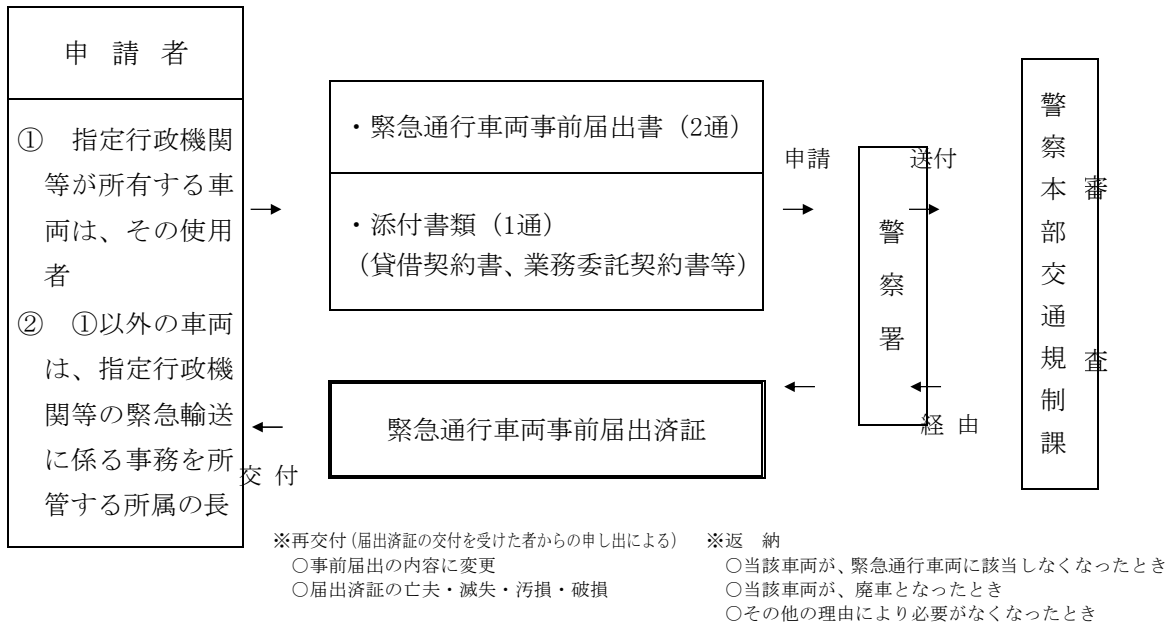 申 請 者
① 指定行政機関
等が所有する車
両は、その使用
者
② ①以外の車両
は、指定行政機
関等の緊急輸送
に係る事務を所
管する所属の長
・緊急通行車両事前届出書（2通）
・添付書類（1通）
（貸借契約書、業務委託契約書等）
申請
警察署
送付
警察本部交通規制課
審査
経 由
緊急通行車両事前届出済証
交 付
※再交付（届出済証の交付を受けた者からの申し出による）
○事前届出の内容に変更
○届出済証の亡夫・滅失・汚損・破損
※返 納
○当該車両が、緊急通行車両に該当しなくなったとき
○当該車両が、廃車となったとき
○その他の理由により必要がなくなったとき